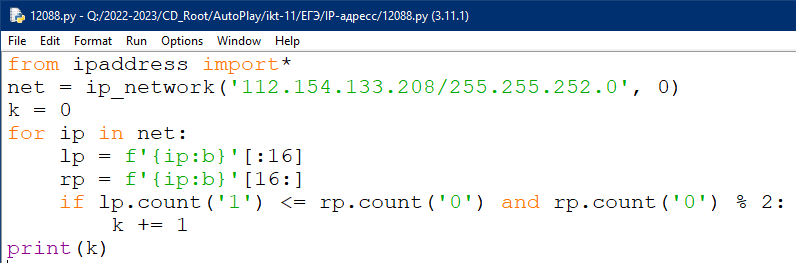 12088.py - Q:/2022-2023/CD_Root/AutoPlay/ikt-11/ЕГЭ/IP-адресс/12088.py (3.11.1)
File Edit Format Run Options Window Help
from ipaddress import*
net = ip_network('112.154.133.208/255.255.252.0', 0)
k = 0
for ip in net:
    lp = f'{ip:b}'[:16]
    rp = f'{ip:b}'[16:]
    if lp.count('1') <= rp.count('0') and rp.count('0') % 2:
        k += 1
print(k)